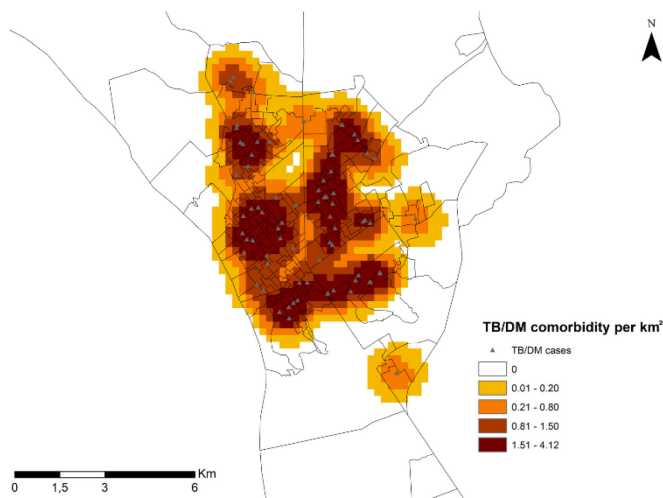 N
TB/DM comorbidity per km²
TB/DM cases
0
0.01 - 0.20
0.21 - 0.80
0.81 - 1.50
1.51 - 4.12
Km
0 1,5 3 6